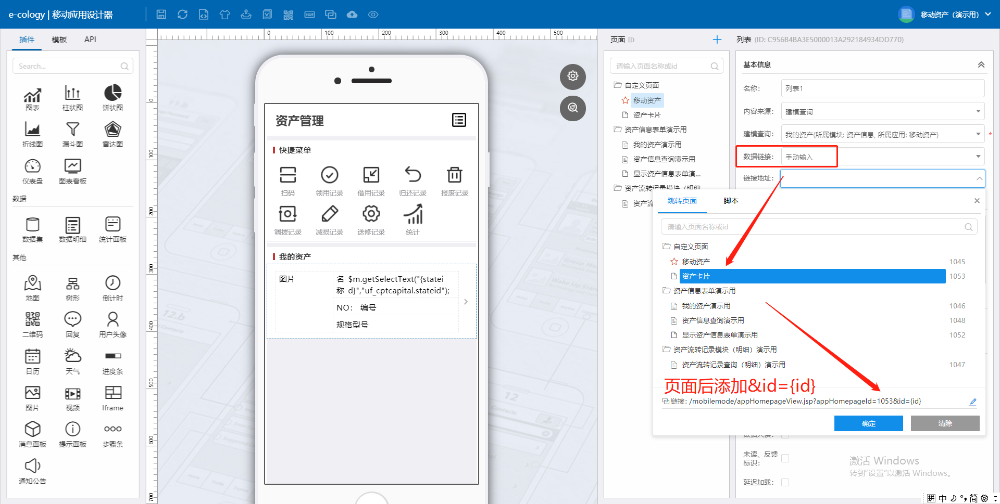 e-cology | 移动应用设计器
移动资产（演示用）
插件 模板 API
Search...
图表 柱状图 饼状图
折线图 漏斗图 雷达图
仪表盘 图表看板
数据
数据集 数据明细 统计面板
其他
地图 树形 倒计时
二维码 回复 用户头像
日历 天气 进度条
图片 视频 Iframe
消息面板 提示面板 步骤条
通知公告
0 100 200 300 400 500
0
100
200
300
400
500
600
700
资产管理
快捷菜单
扫码 领用记录 借用记录 归还记录 报废记录
调拨记录 减损记录 送修记录 统计
我的资产
图片
名称 $m.getSelectText("{statei
d}","uf_cptcapital.stateid");
NO： 编号
规格型号
页面 ID
请输入页面名称或id
自定义页面
移动资产
资产卡片
资产信息表单演示用
我的资产演示用
资产信息查询演示用
显示资产信息表单演...
资产流转记录模块（明细
资产流
列表 (ID: C956B4BA3E5000013A292184934DD770)
基本信息
名称： 列表1
内容来源： 建模查询
建模查询： 我的资产(所属模块: 资产信息, 所属应用: 移动资产) *
数据链接： 手动输入
链接地址：
跳转页面 脚本
请输入页面名称或id
自定义页面
移动资产 1045
资产卡片 1053
资产信息表单演示用
我的资产演示用 1046
资产信息查询演示用 1048
显示资产信息表单演示用 1052
资产流转记录模块（明细）演示用
资产流转记录查询（明细）演示用 1047
页面后添加&id={id}
链接：/mobilemode/appHomepageView.jsp?appHomepageId=1053&id={id}
确定 清除
未读、反馈
标识：
延迟加载：
激活 Windows
转到"设置"以激活 Windows。
拼 中 简